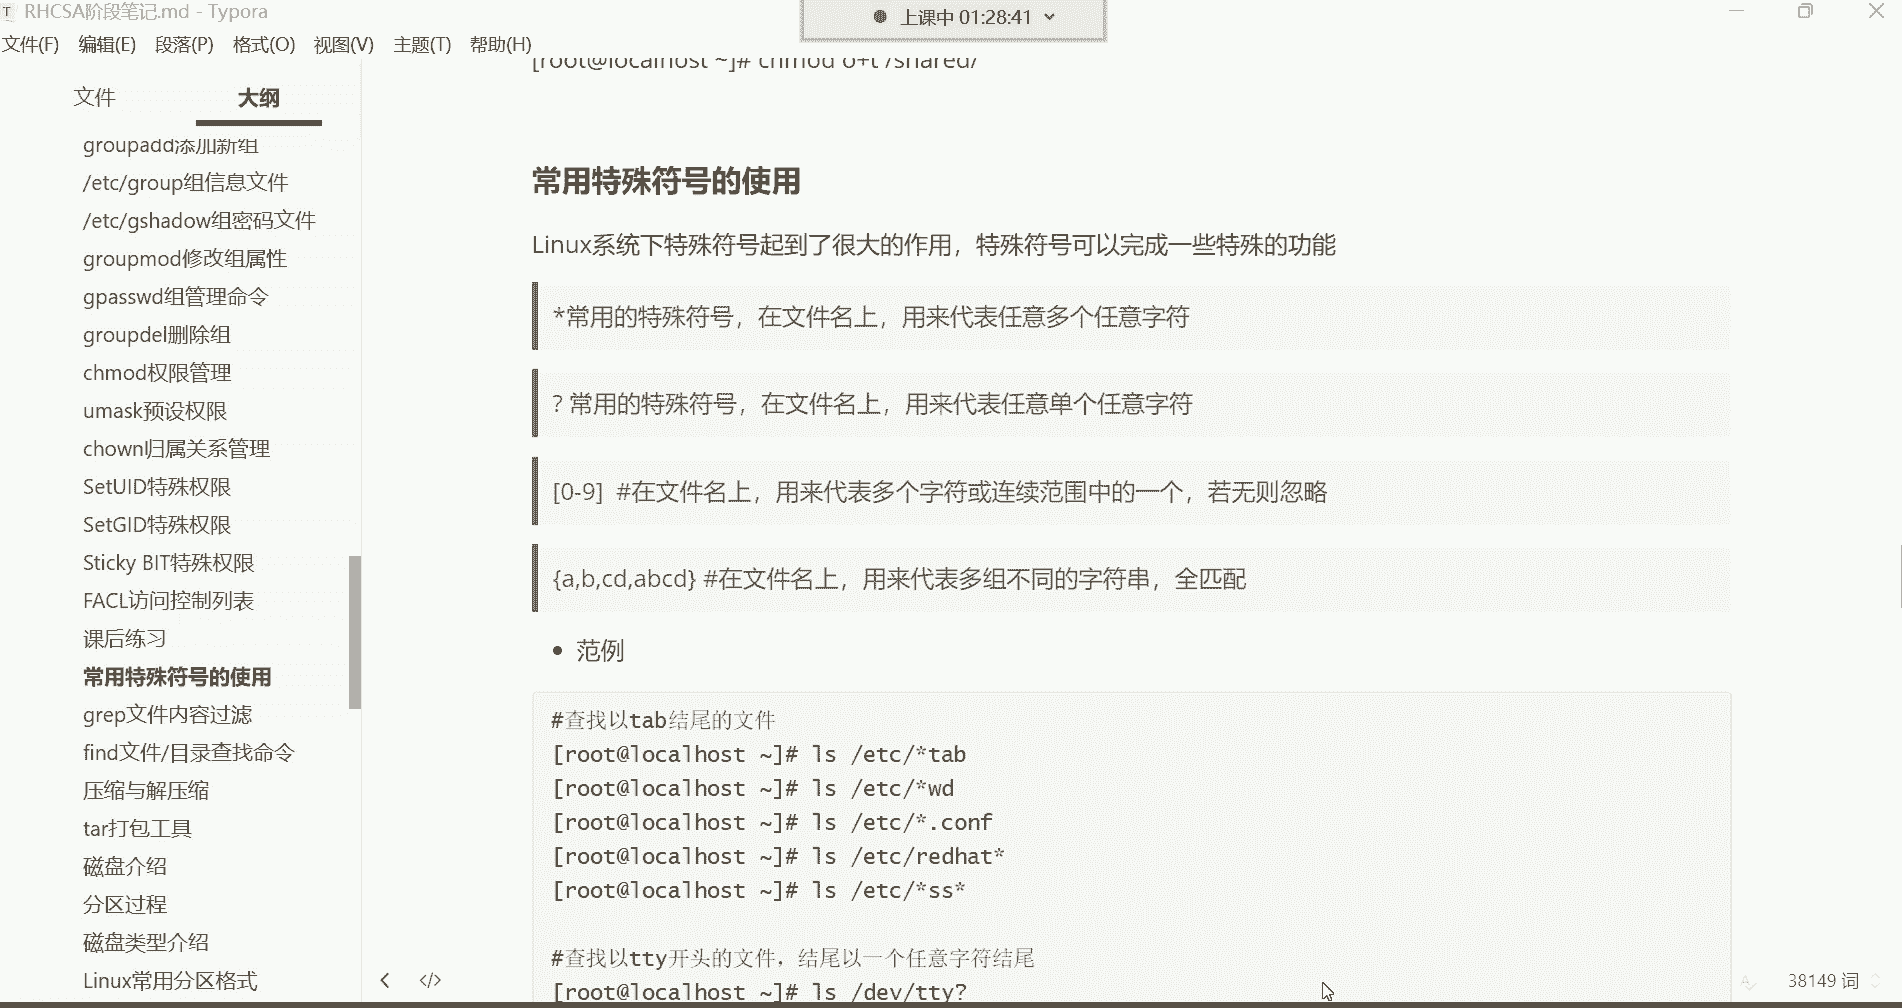 RHCSA阶段笔记.md - Typora
上课中 01:28:41
文件(F) 编辑(E) 段落(P) 格式(O) 视图(V) 主题(T) 帮助(H)
文件 大纲
groupadd添加新组
/etc/group组信息文件
/etc/gshadow组密码文件
groupmod修改组属性
gpasswd组管理命令
groupdel删除组
chmod权限管理
umask预设权限
chown归属关系管理
SetUID特殊权限
SetGID特殊权限
Sticky BIT特殊权限
FACL访问控制列表
课后练习
常用特殊符号的使用
grep文件内容过滤
find文件/目录查找命令
压缩与解压缩
tar打包工具
磁盘介绍
分区过程
磁盘类型介绍
Linux常用分区格式
[root@localhost ~]# chmod o+t /shared/
常用特殊符号的使用
Linux系统下特殊符号起到了很大的作用，特殊符号可以完成一些特殊的功能
*常用的特殊符号，在文件名上，用来代表任意多个任意字符
? 常用的特殊符号，在文件名上，用来代表任意单个任意字符
[0-9] #在文件名上，用来代表多个字符或连续范围中的一个，若无则忽略
{a,b,cd,abcd} #在文件名上，用来代表多组不同的字符串，全匹配
• 范例
#查找以tab结尾的文件
[root@localhost ~]# ls /etc/*tab
[root@localhost ~]# ls /etc/*wd
[root@localhost ~]# ls /etc/*.conf
[root@localhost ~]# ls /etc/redhat*
[root@localhost ~]# ls /etc/*ss*
#查找以tty开头的文件，结尾以一个任意字符结尾
[root@localhost ~]# ls /dev/tty?
38149 词